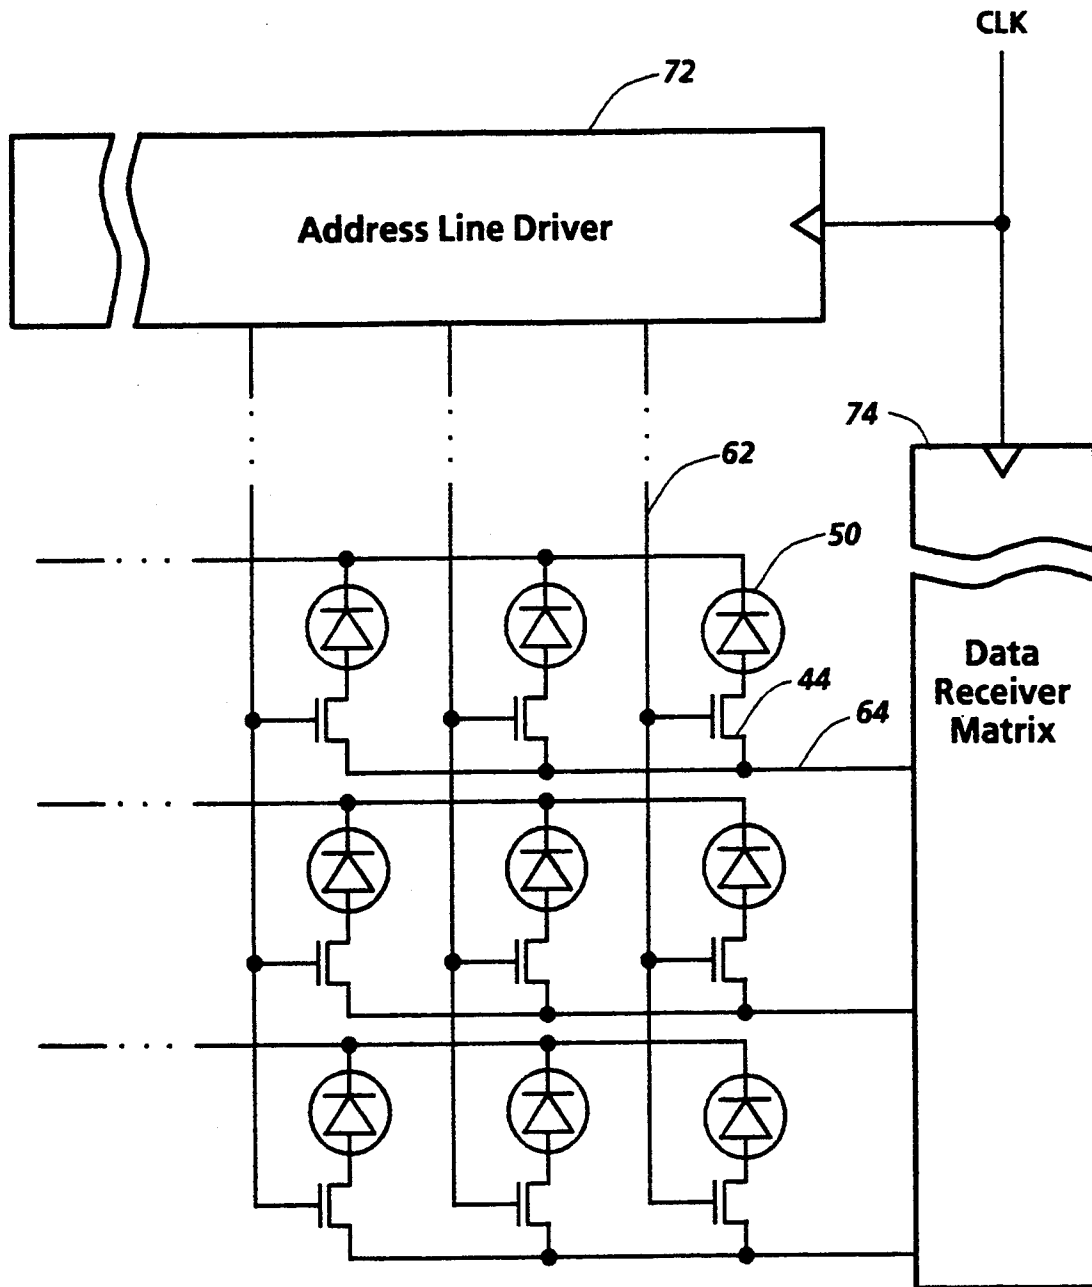 CLK
72
Address Line Driver
74
62
50
Data
Receiver
Matrix
44
64